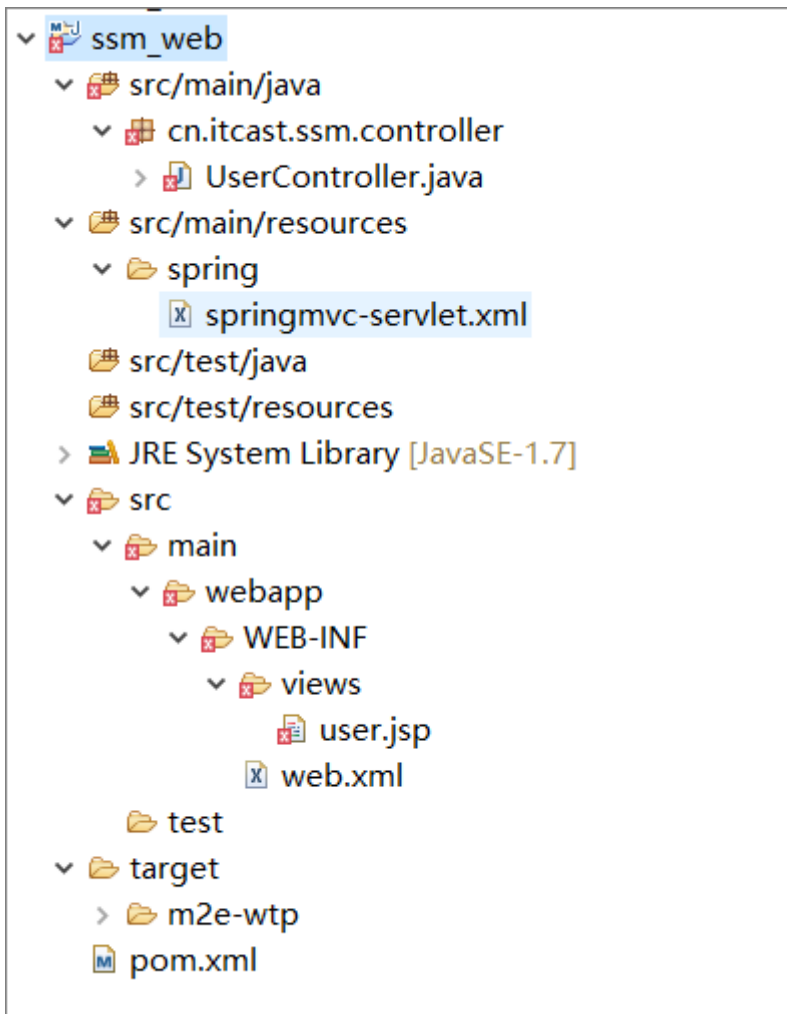 ssm_web
src/main/java
cn.itcast.ssm.controller
UserController.java
src/main/resources
spring
springmvc-servlet.xml
src/test/java
src/test/resources
JRE System Library [JavaSE-1.7]
src
main
webapp
WEB-INF
views
user.jsp
web.xml
test
target
m2e-wtp
pom.xml